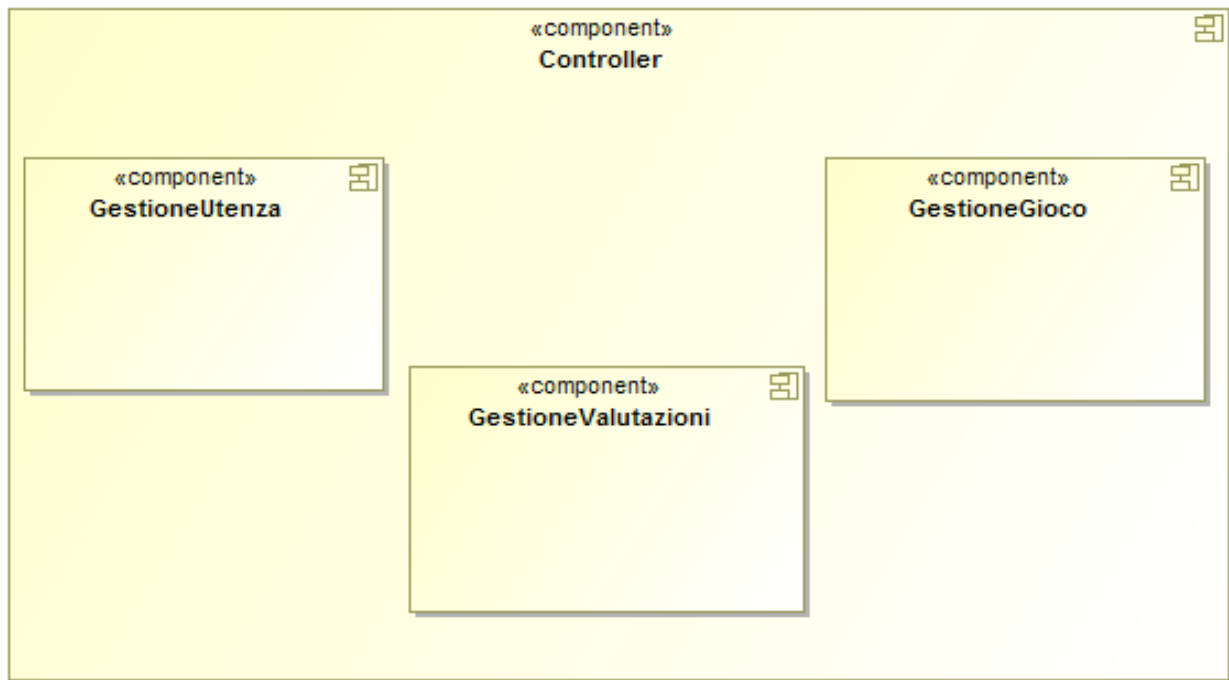 «component»
Controller
«component»
GestioneUtenza
«component»
GestioneGioco
«component»
GestioneValutazioni